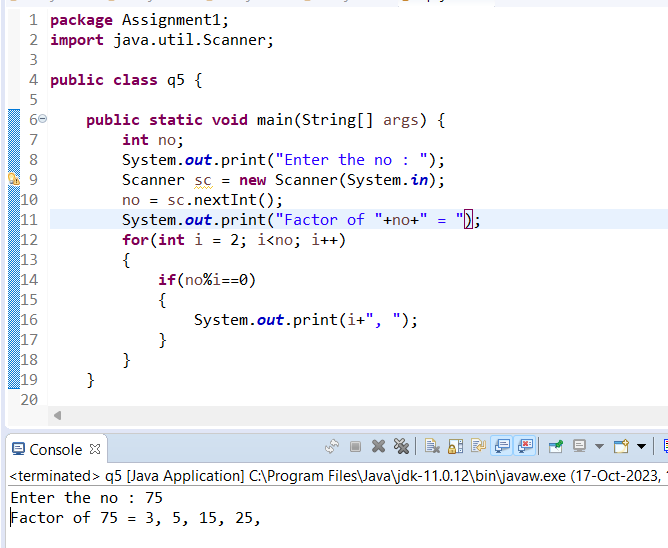 1 package Assignment1;
2 import java.util.Scanner;
3
4 public class q5 {
5
6 public static void main(String[] args) {
7 int no;
8 System.out.print("Enter the no : ");
9 Scanner sc = new Scanner(System.in);
10 no = sc.nextInt();
11 System.out.print("Factor of "+no+" = ");
12 for(int i = 2; i<no; i++)
13 {
14 if(no%i==0)
15 {
16 System.out.print(i+", ");
17 }
18 }
19 }
20
Console
<terminated> q5 [Java Application] C:\Program Files\Java\jdk-11.0.12\bin\javaw.exe (17-Oct-2023,
Enter the no : 75
Factor of 75 = 3, 5, 15, 25,